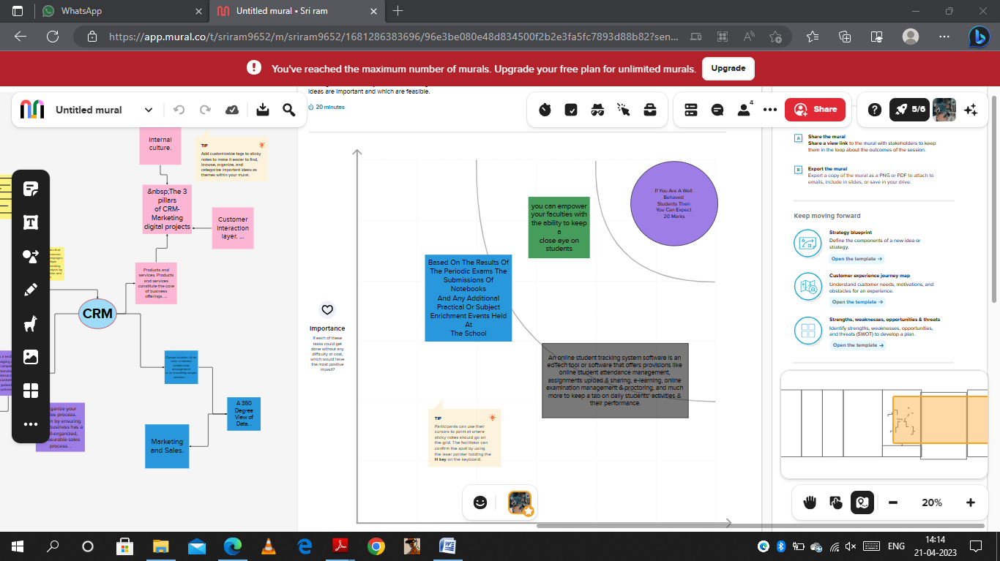 WhatsApp
Untitled mural • Sri ram
https://app.mural.co/t/sriram9652/m/sriram9652/1681286383696/96e3be080e48d834500f2b2e3fa5fc7893d88b82?sen...
You've reached the maximum number of murals. Upgrade your free plan for unlimited murals.
Upgrade
ideas are important and which are feasible.
20 minutes
Untitled mural
4
Share
5/6
Internal
culture.
TIP
Add customizable tags to sticky
notes to make it easier to find,
browse, organize, and
categorize important ideas as
themes within your mural.
&nbsp;The 3
pillars
of CRM-
Marketing
digital projects
Customer
Interaction
layer. ...
Products and
services. Products
and services
constitute the core
of business
offerings. ...
CRM
A 360
Degree
View of
Data. .
Marketing
and Sales.
ganize your
es process.
n by ensuring
business has a
ll-organized,
surable sales
process. .
Importance
If each of these
tasks could get
done without any
difficulty or cost,
which would have
the most positive
impact?
you can empower
your faculties with
the ability to keep
a
close eye on
students
If You Are A Well
Behaved
Students Then
You Can Expect
20 Marks
Based On The Results Of
The Periodic Exams The
Submissions Of
Notebooks
And Any Additional
Practical Or Subject
Enrichment Events Held
At
The School
An online student tracking system software is an
edTech tool or software that offers provisions like
online student attendance management,
assignments upload & sharing, e-learning, online
examination management & proctoring, and much
more to keep a tab on daily students' activities &
their performance.
TIP
Participants can use their
cursors to point at where
sticky notes should go on
the grid. The facilitator can
confirm the spot by using
the laser pointer holding the
H key on the keyboard.
A
Share the mural
Share a view link to the mural with stakeholders to keep
them in the loop about the outcomes of the session.
B
Export the mural
Export a copy of the mural as a PNG or PDF to attach to
emails, include in slides, or save in your drive.
Keep moving forward
Strategy blueprint
Define the components of a new idea or
strategy.
Open the template →
Customer experience journey map
Understand customer needs, motivations, and
obstacles for an experience.
Open the template →
Strengths, weaknesses, opportunities & threats
Identify strengths, weaknesses, opportunities,
and threats (SWOT) to develop a plan.
Open the template →
20%
ENG
14:14
21-04-2023